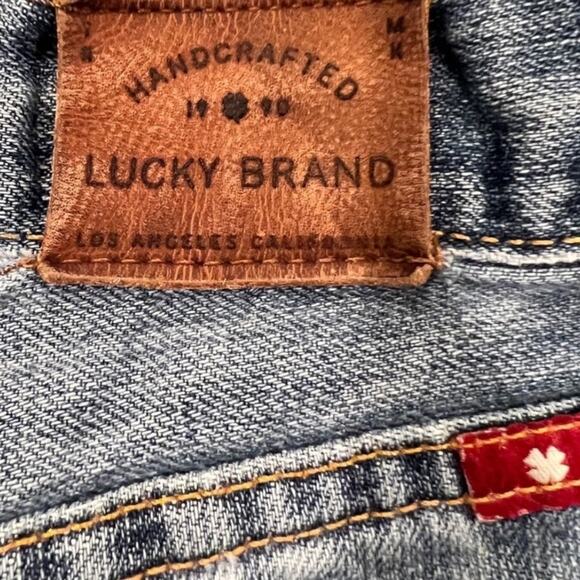 T M
R K
HANDCRAFTED
19 90
LUCKY BRAND
LOS ANGELES CALIFORNIA